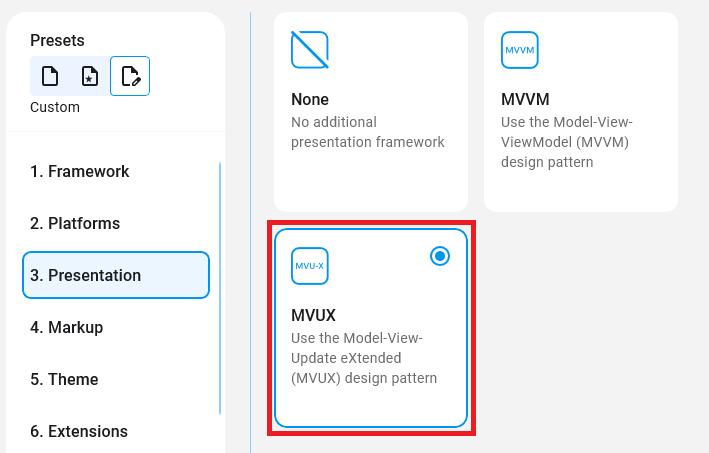 Presets
Custom
1. Framework
2. Platforms
3. Presentation
4. Markup
5. Theme
6. Extensions
None
No additional
presentation framework
MVVM
MVVM
Use the Model-View-
ViewModel (MVVM)
design pattern
MVU-X
MVUX
Use the Model-View-
Update eXtended
(MVUX) design pattern